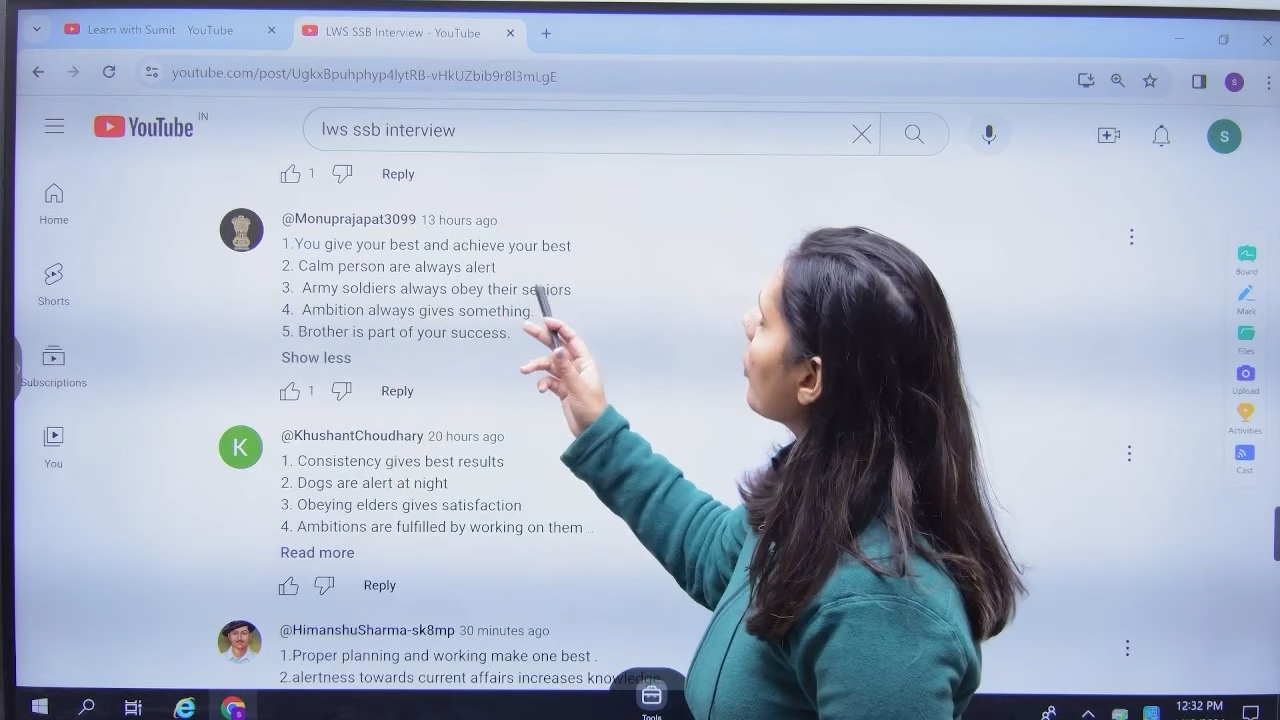 Learn with Sumit - YouTube
LWS SSB Interview - YouTube
youtube.com/post/UgkxBpuhphyp4lytRB-vHkUZbib9r8l3mLgE
YouTube IN
lws ssb interview
S
S
1 Reply
Home
Shorts
Subscriptions
You
@Monuprajapat3099 13 hours ago
1.You give your best and achieve your best
2. Calm person are always alert
3. Army soldiers always obey their seniors
4. Ambition always gives something.
5. Brother is part of your success.
Show less
1 Reply
K
@KhushantChoudhary 20 hours ago
1. Consistency gives best results
2. Dogs are alert at night
3. Obeying elders gives satisfaction
4. Ambitions are fulfilled by working on them ...
Read more
Reply
@HimanshuSharma-sk8mp 30 minutes ago
1.Proper planning and working make one best .
2.alertness towards current affairs increases knowledge
Board
Mark
Files
Upload
Activities
Cast
Tools
12:32 PM